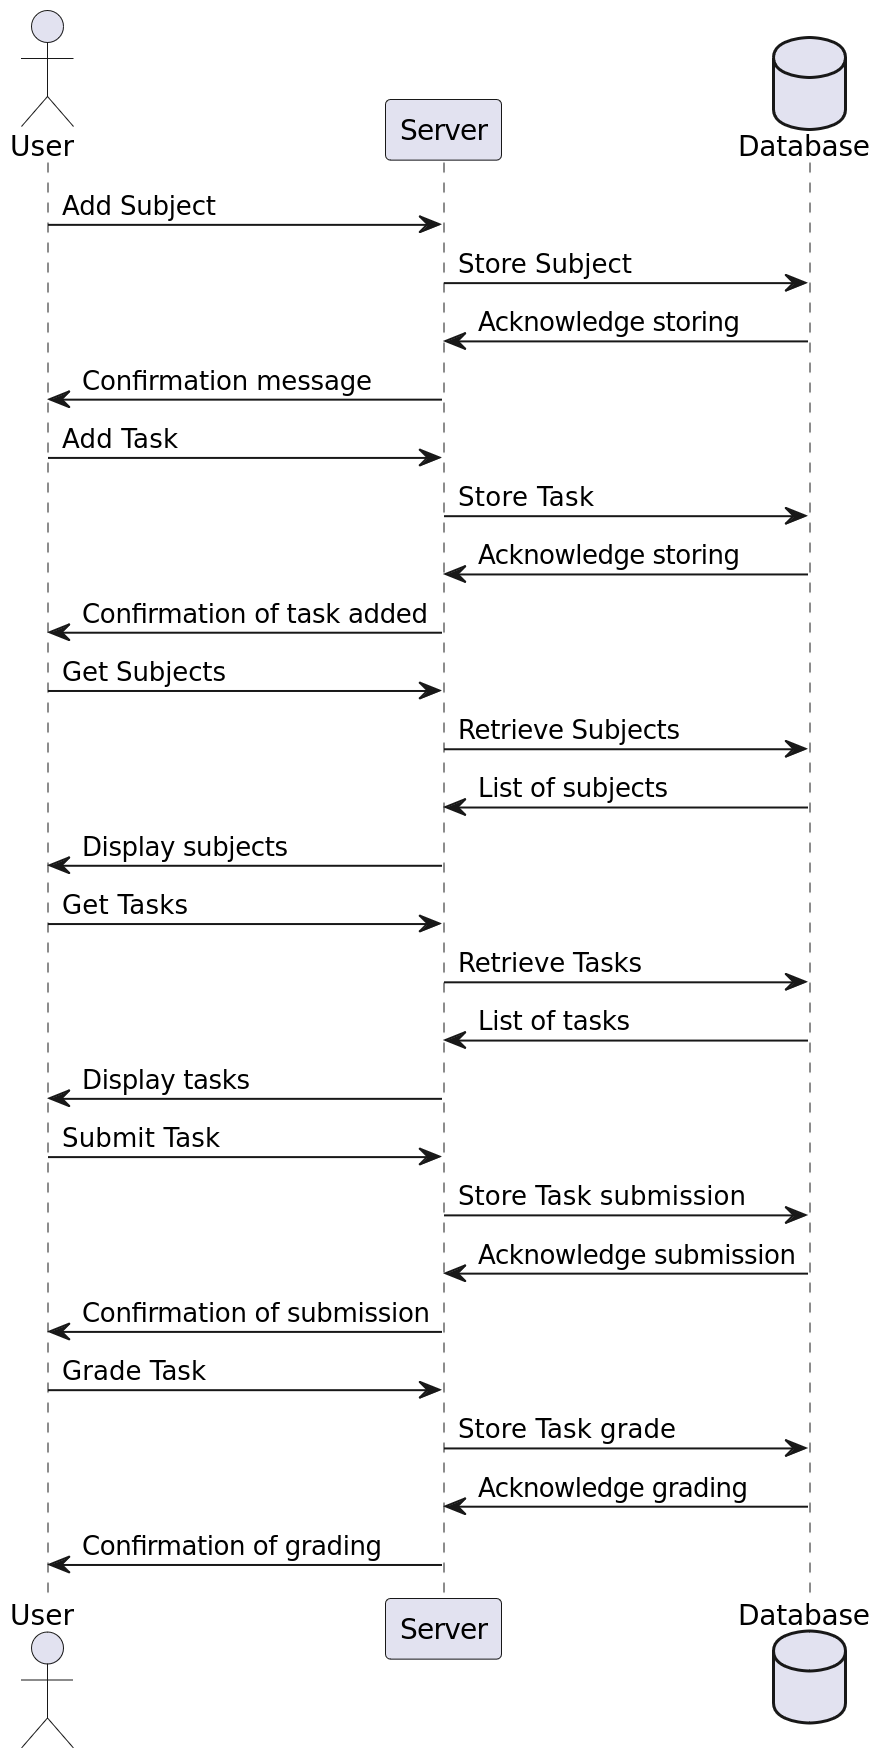 User
Server
Database
Add Subject
Store Subject
Acknowledge storing
Confirmation message
Add Task
Store Task
Acknowledge storing
Confirmation of task added
Get Subjects
Retrieve Subjects
List of subjects
Display subjects
Get Tasks
Retrieve Tasks
List of tasks
Display tasks
Submit Task
Store Task submission
Acknowledge submission
Confirmation of submission
Grade Task
Store Task grade
Acknowledge grading
Confirmation of grading
User
Server
Database